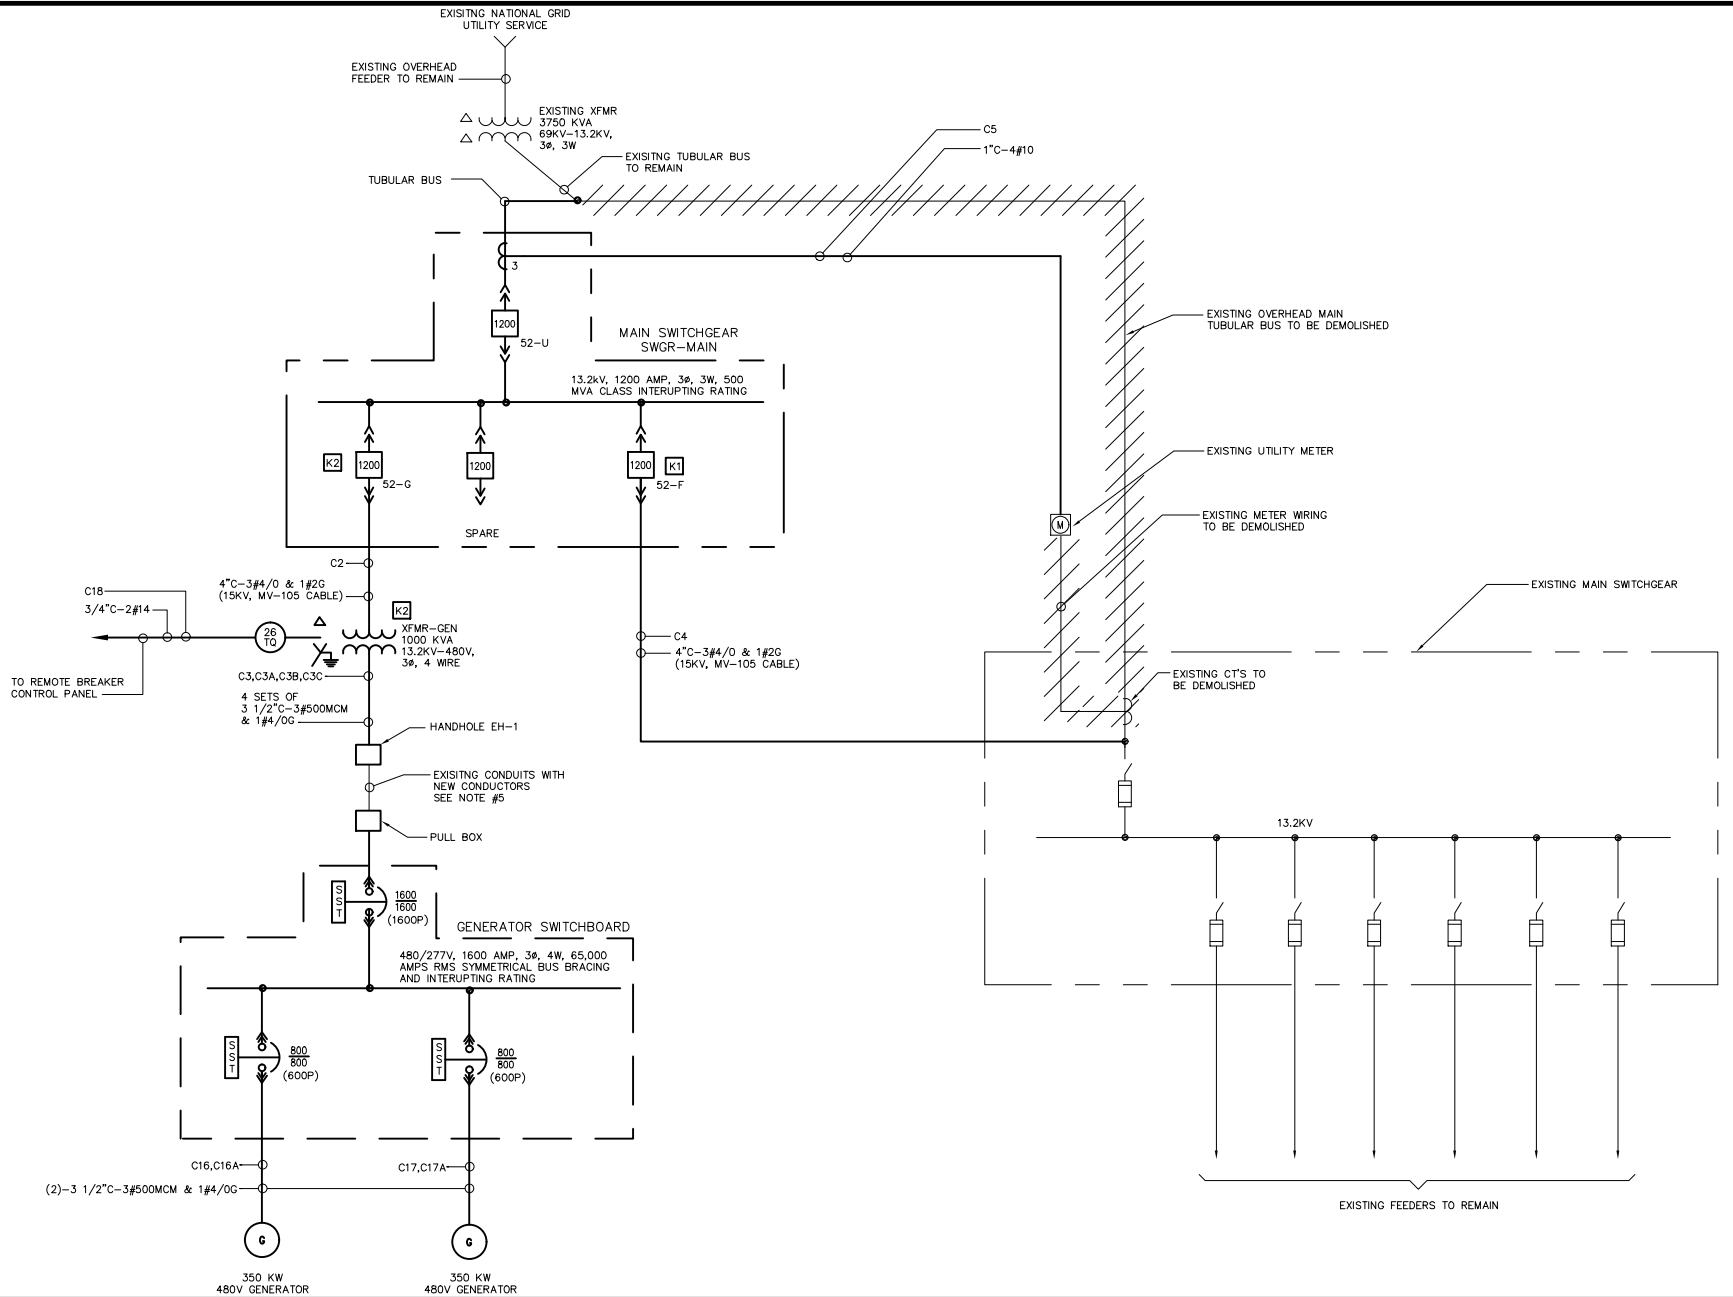 EXISITNG NATIONAL GRID
UTILITY SERVICE
EXISTING OVERHEAD
FEEDER TO REMAIN
EXISTING XFMR
3750 KVA
69KV-13.2KV,
3ø, 3W
C5
1"C-4#10
EXISITNG TUBULAR BUS
TO REMAIN
TUBULAR BUS
3
1200
52-U
MAIN SWITCHGEAR
SWGR-MAIN
13.2kV, 1200 AMP, 3ø, 3W, 500
MVA CLASS INTERUPTING RATING
EXISTING OVERHEAD MAIN
TUBULAR BUS TO BE DEMOLISHED
K2
1200
52-G
1200
SPARE
1200
K1
52-F
EXISTING UTILITY METER
M
EXISTING METER WIRING
TO BE DEMOLISHED
EXISTING MAIN SWITCHGEAR
C2
4"C-3#4/0 & 1#2G
(15KV, MV-105 CABLE)
C18
3/4"C-2#14
26
TQ
K2
XFMR-GEN
1000 KVA
13.2KV-480V,
3ø, 4 WIRE
C4
4"C-3#4/0 & 1#2G
(15KV, MV-105 CABLE)
TO REMOTE BREAKER
CONTROL PANEL
C3,C3A,C3B,C3C
4 SETS OF
3 1/2"C-3#500MCM
& 1#4/0G
EXISTING CT'S TO
BE DEMOLISHED
HANDHOLE EH-1
EXISITNG CONDUITS WITH
NEW CONDUCTORS
SEE NOTE #5
PULL BOX
13.2KV
S
S
T
1600
1600
(1600P)
GENERATOR SWITCHBOARD
480/277V, 1600 AMP, 3ø, 4W, 65,000
AMPS RMS SYMMETRICAL BUS BRACING
AND INTERUPTING RATING
S
S
T
800
800
(600P)
S
S
T
800
800
(600P)
C16,C16A
C17,C17A
(2)-3 1/2"C-3#500MCM & 1#4/0G
EXISTING FEEDERS TO REMAIN
G
G
350 KW
480V GENERATOR
350 KW
480V GENERATOR